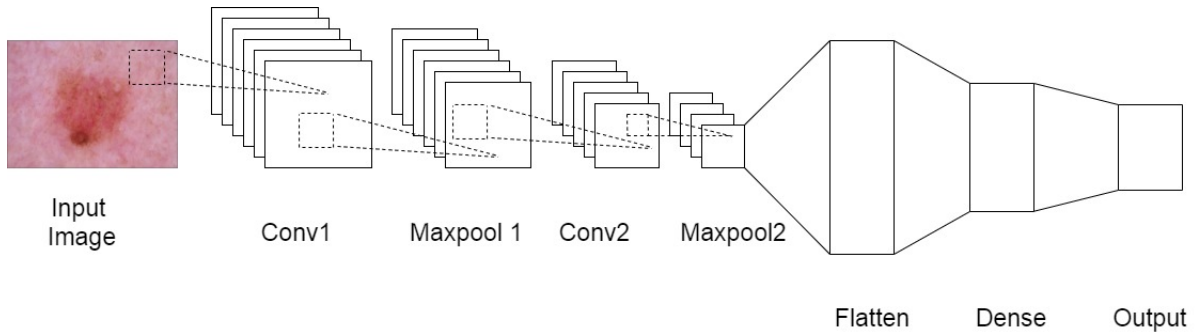 Input
Image
Conv1
Maxpool 1
Conv2
Maxpool2
Flatten
Dense
Output